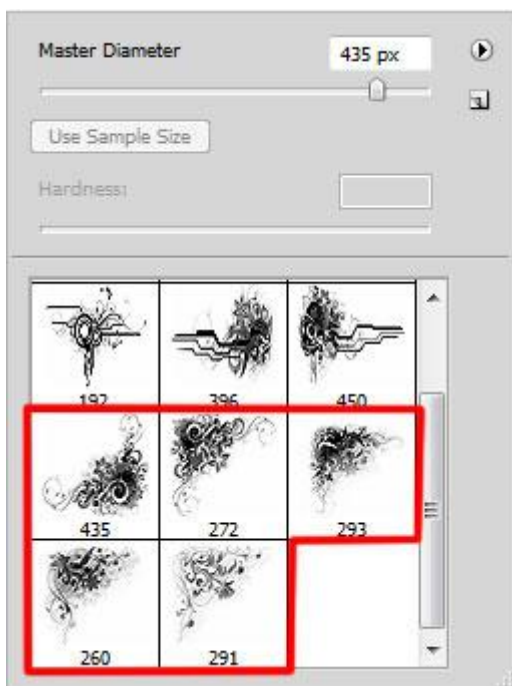 Master Diameter 435 px
Use Sample Size
Hardness:
192 396 450
435 272 293
260 291